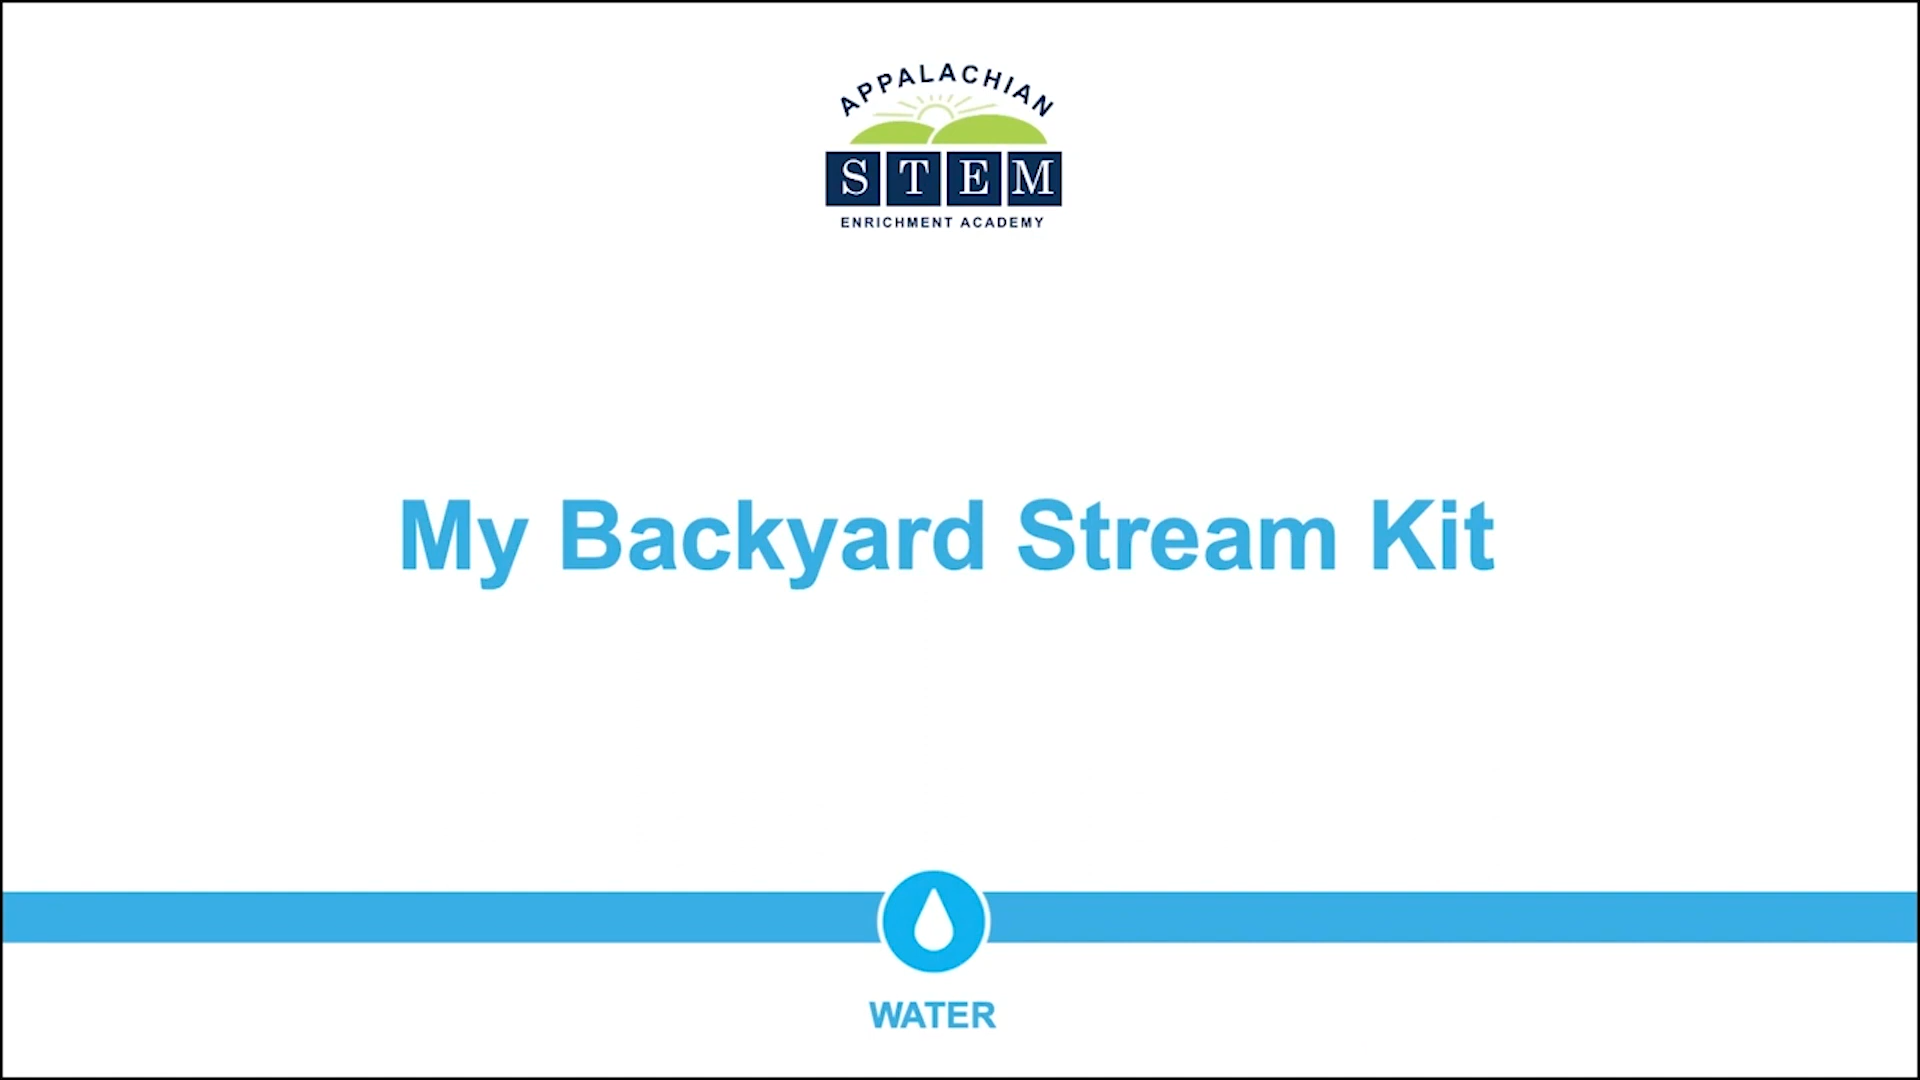 APPALACHIAN
STEM
ENRICHMENT ACADEMY
My Backyard Stream Kit
WATER